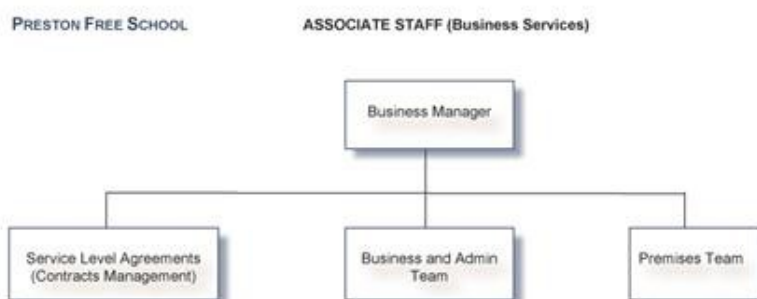 PRESTON FREE SCHOOL
ASSOCIATE STAFF (Business Services)
Business Manager
Service Level Agreements
(Contracts Management)
Business and Admin
Team
Premises Team